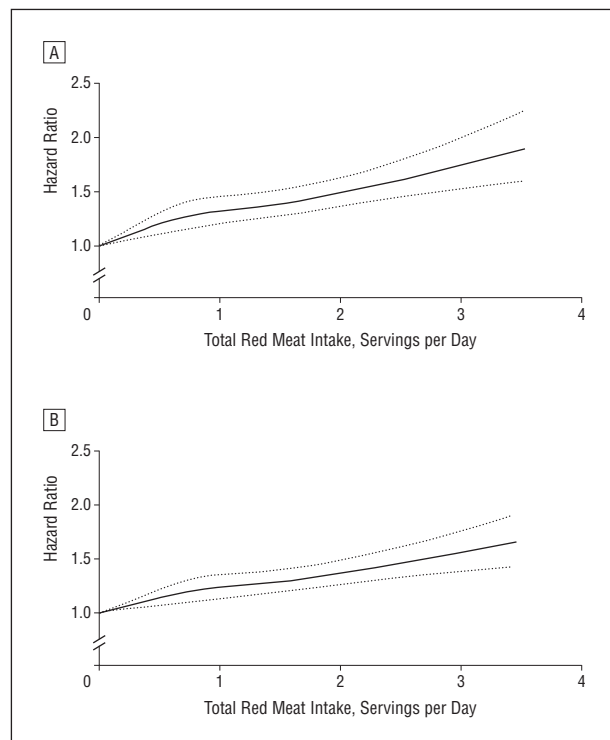 A
2.5
2.0
1.5
1.0
Hazard Ratio
0 1 2 3 4
Total Red Meat Intake, Servings per Day
B
2.5
2.0
1.5
1.0
Hazard Ratio
0 1 2 3 4
Total Red Meat Intake, Servings per Day